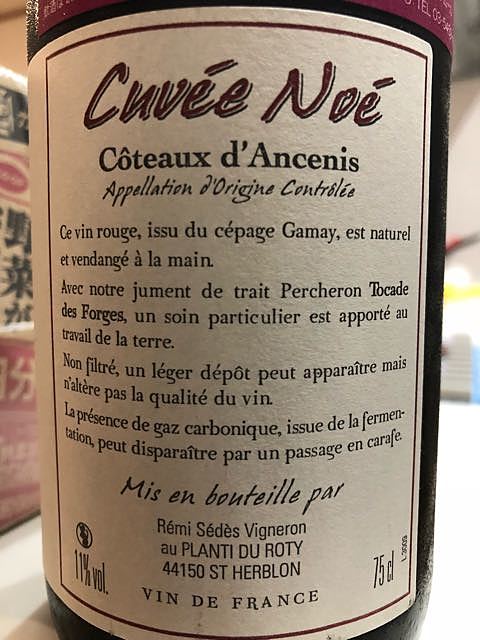 Cuvée Noé
Côteaux d'Ancenis
Appellation d'Origine Contrôlée
Ce vin rouge, issu du cépage Gamay, est naturel
et vendangé à la main.
Avec notre jument de trait Percheron Tocade
des Forges, un soin particulier est apporté au
travail de la terre.
Non filtré, un léger dépôt peut apparaître mais
n'altère pas la qualité du vin.
La présence de gaz carbonique, issue de la fermen-
tation, peut disparaître par un passage en carafe.
Mis en bouteille par
Rémi Sédès Vigneron
au PLANTI DU ROTY
44150 ST HERBLON
11% vol.
75 cl
L 3009
VIN DE FRANCE
野菜